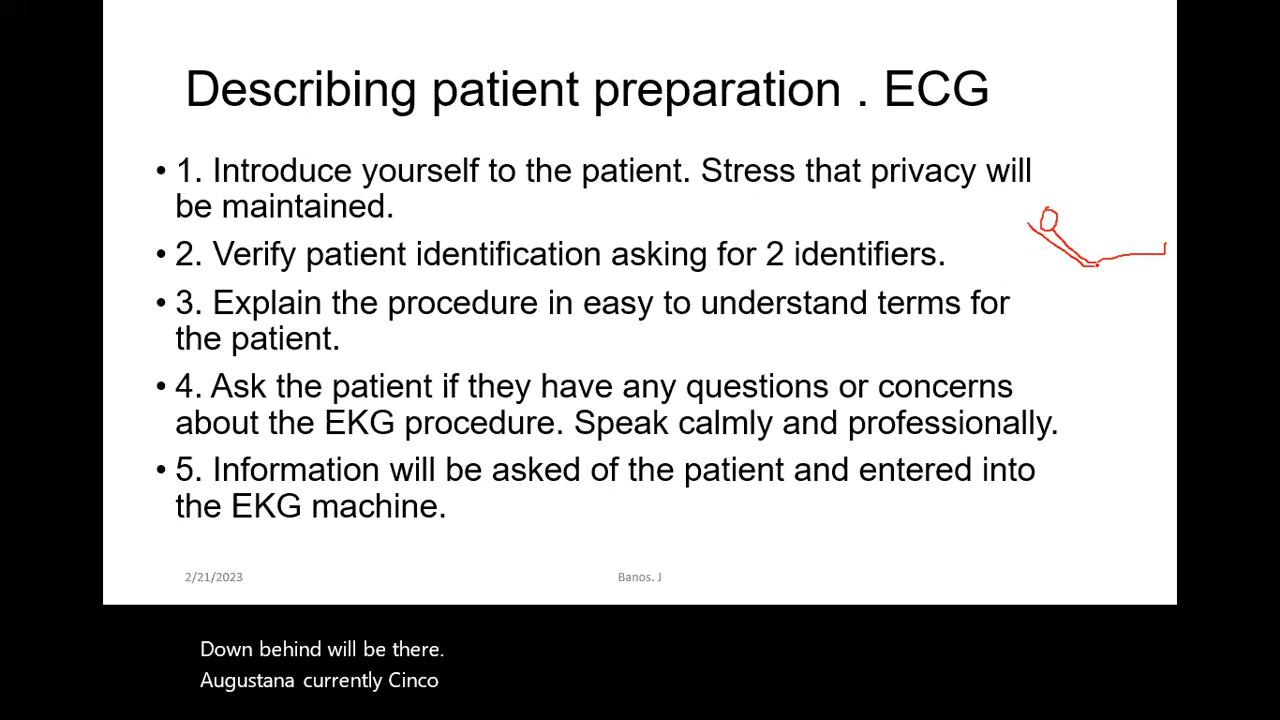 Describing patient preparation . ECG
• 1. Introduce yourself to the patient. Stress that privacy will
be maintained.
• 2. Verify patient identification asking for 2 identifiers.
• 3. Explain the procedure in easy to understand terms for
the patient.
• 4. Ask the patient if they have any questions or concerns
about the EKG procedure. Speak calmly and professionally.
• 5. Information will be asked of the patient and entered into
the EKG machine.
2/21/2023
Banos. J
Down behind will be there.
Augustana currently Cinco